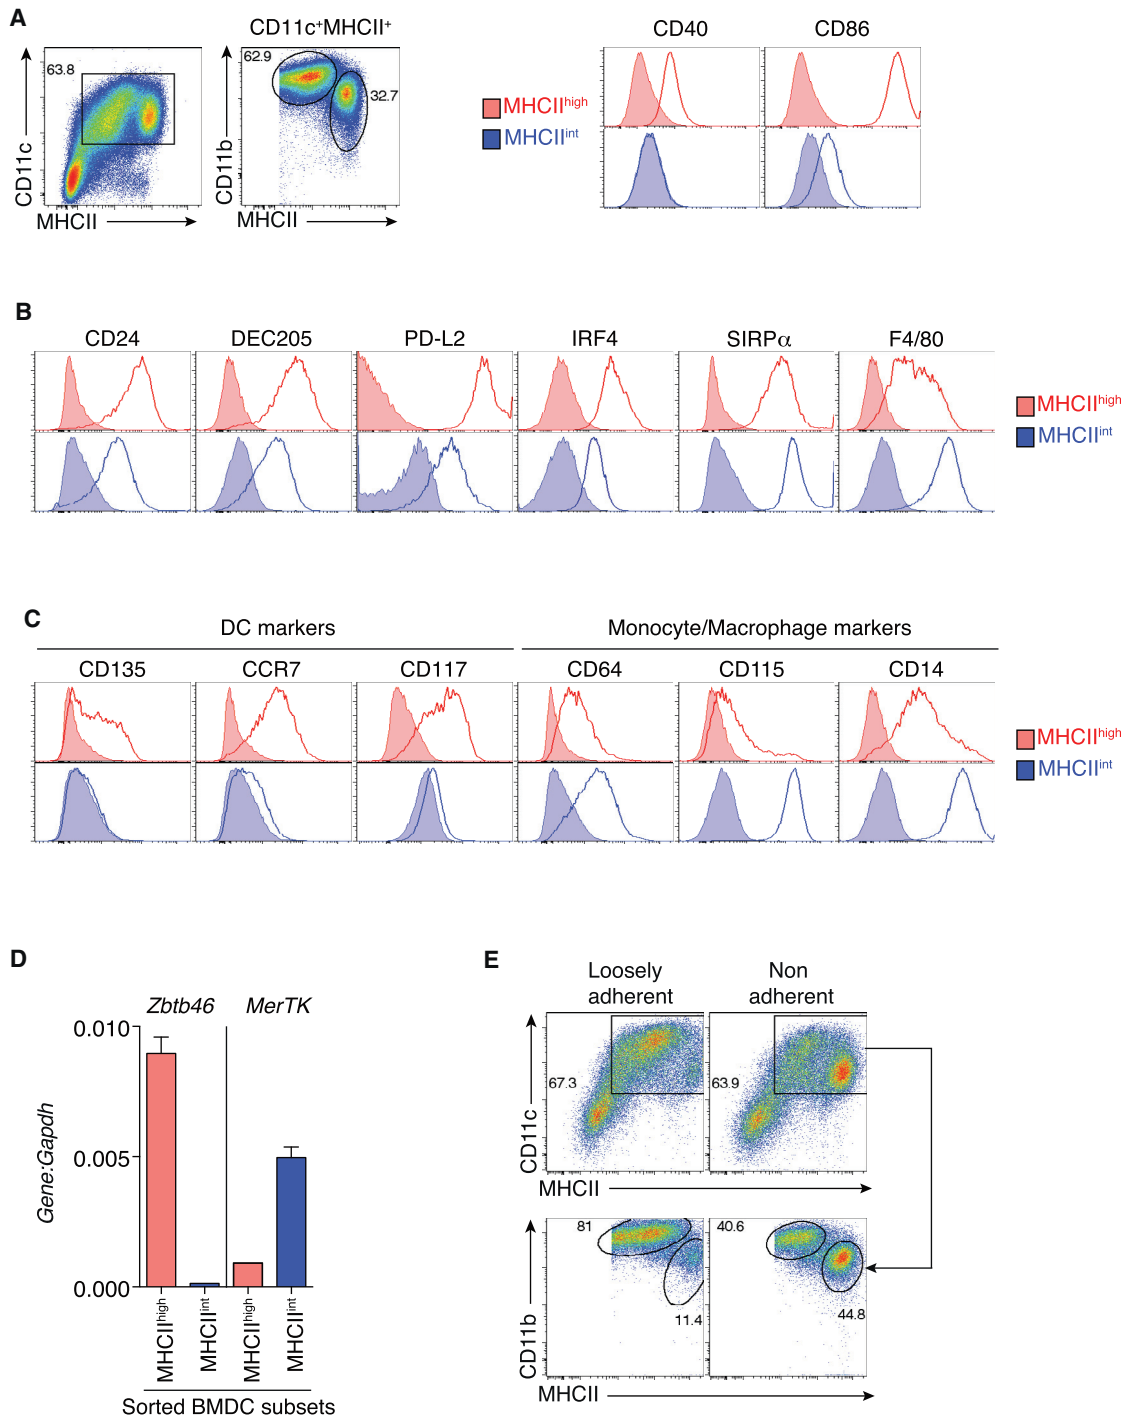 A
CD11c+MHCII+
63.8
CD11c
MHCII
62.9
32.7
CD11b
MHCII
MHCIIhigh
MHCIIint
CD40
CD86
B
CD24
DEC205
PD-L2
IRF4
SIRPα
F4/80
MHCIIhigh
MHCIIint
C
DC markers
Monocyte/Macrophage markers
CD135
CCR7
CD117
CD64
CD115
CD14
MHCIIhigh
MHCIIint
D
Zbtb46
MerTK
0.010
0.005
0.000
Gene:Gapdh
MHCIIhigh
MHCIIint
MHCIIhigh
MHCIIint
Sorted BMDC subsets
E
Loosely
adherent
Non
adherent
67.3
63.9
CD11c
MHCII
81
11.4
40.6
44.8
CD11b
MHCII